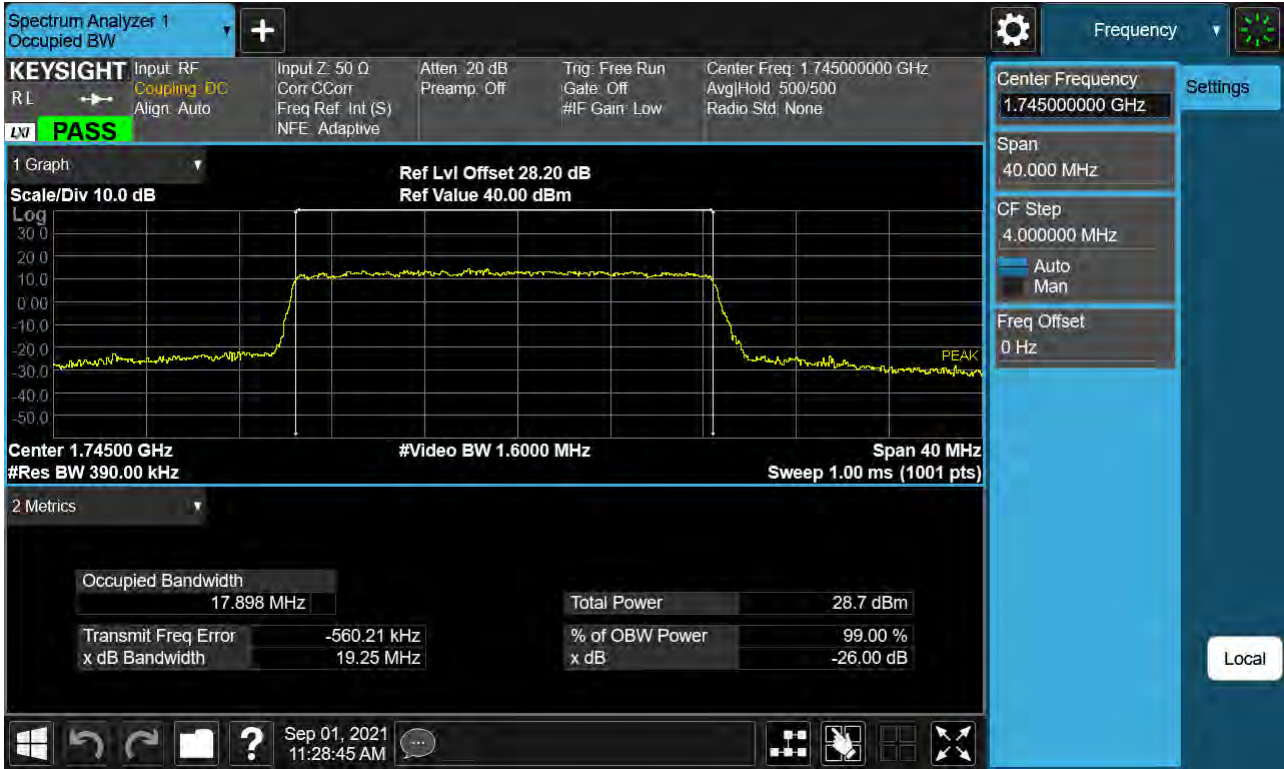 Spectrum Analyzer 1
Occupied BW
Frequency
KEYSIGHT
R L
LXI
PASS
Input: RF
Coupling: DC
Align: Auto
Input Z: 50 Ω
Corr CCorr
Freq Ref: Int (S)
NFE: Adaptive
Atten: 20 dB
Preamp: Off
Trig: Free Run
Gate: Off
#IF Gain: Low
Center Freq: 1.745000000 GHz
Avg|Hold: 500/500
Radio Std: None
1 Graph
Scale/Div 10.0 dB
Ref Lvl Offset 28.20 dB
Ref Value 40.00 dBm
Log
30.0
20.0
10.0
0.00
-10.0
-20.0
-30.0
-40.0
-50.0
PEAK
Center 1.74500 GHz
#Video BW 1.6000 MHz
Span 40 MHz
#Res BW 390.00 kHz
Sweep 1.00 ms (1001 pts)
2 Metrics
Occupied Bandwidth
17.898 MHz
Transmit Freq Error -560.21 kHz
x dB Bandwidth 19.25 MHz
Total Power 28.7 dBm
% of OBW Power 99.00 %
x dB -26.00 dB
Center Frequency
1.745000000 GHz
Span
40.000 MHz
CF Step
4.000000 MHz
Auto
Man
Freq Offset
0 Hz
Settings
Local
?
Sep 01, 2021
11:28:45 AM